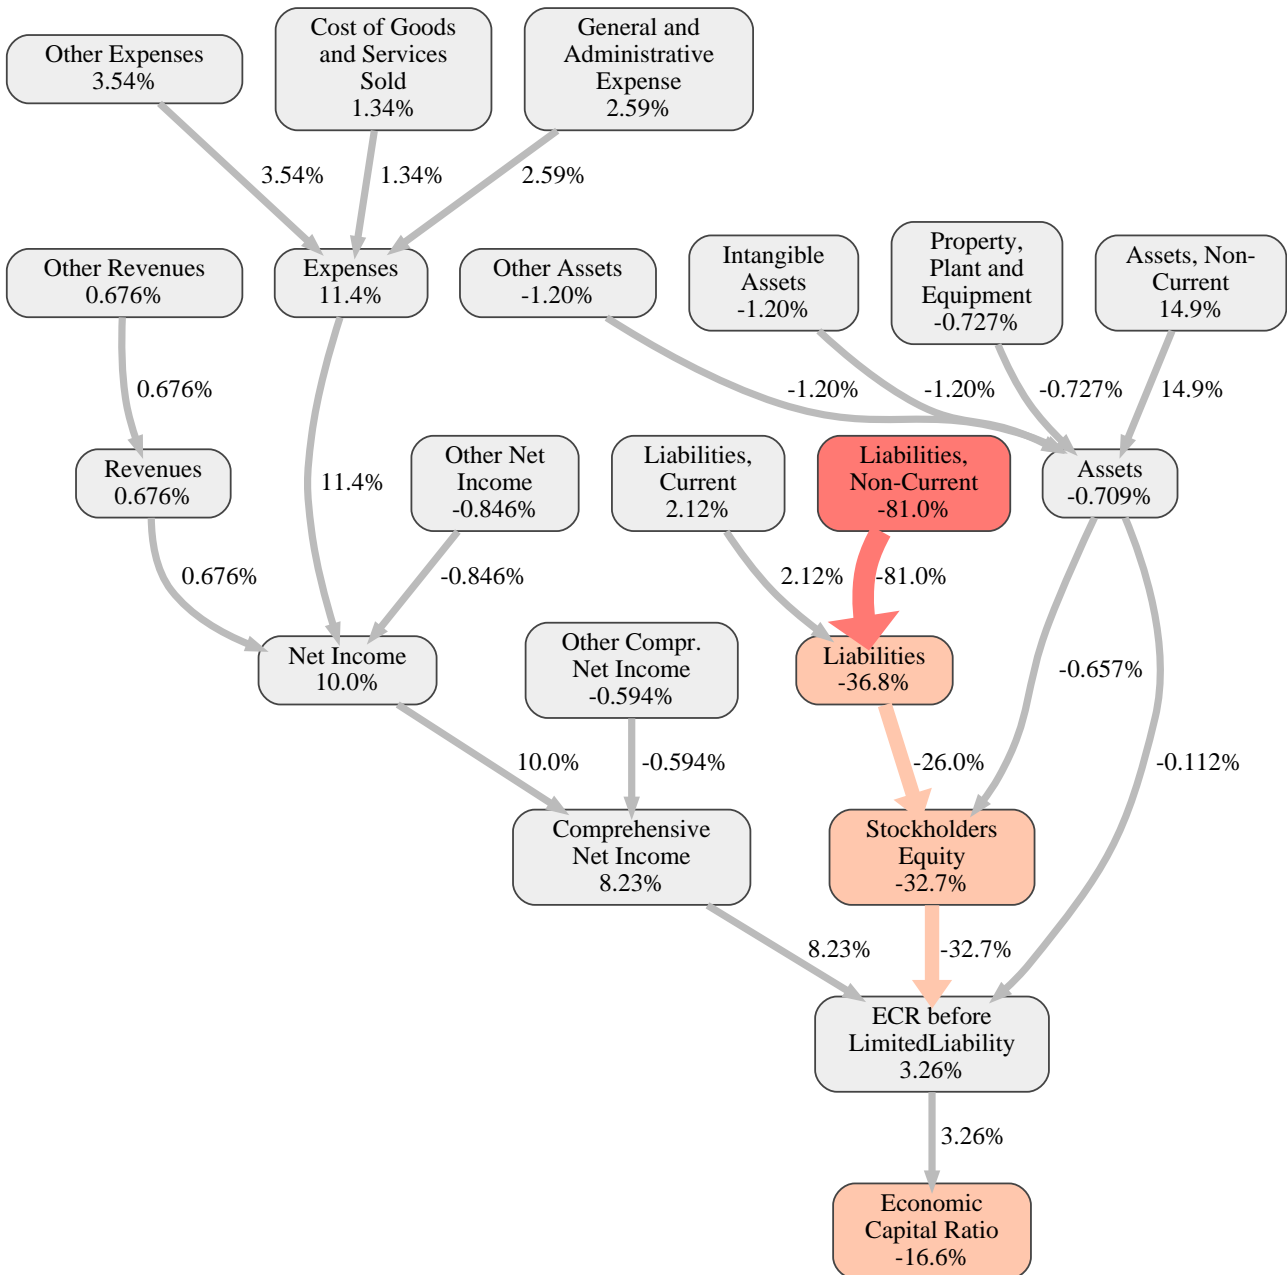 Other Expenses
3.54%
Cost of Goods
and Services
Sold
1.34%
General and
Administrative
Expense
2.59%
3.54%
1.34%
2.59%
Other Revenues
0.676%
Expenses
11.4%
Other Assets
-1.20%
Intangible
Assets
-1.20%
Property,
Plant and
Equipment
-0.727%
Assets, Non-
Current
14.9%
0.676%
-1.20%
-1.20%
-0.727%
14.9%
Revenues
0.676%
11.4%
Other Net
Income
-0.846%
Liabilities,
Current
2.12%
Liabilities,
Non-Current
-81.0%
Assets
-0.709%
0.676%
-0.846%
2.12%
-81.0%
Net Income
10.0%
Other Compr.
Net Income
-0.594%
Liabilities
-36.8%
-0.657%
10.0%
-0.594%
-26.0%
-0.112%
Comprehensive
Net Income
8.23%
Stockholders
Equity
-32.7%
8.23%
-32.7%
ECR before
LimitedLiability
3.26%
3.26%
Economic
Capital Ratio
-16.6%